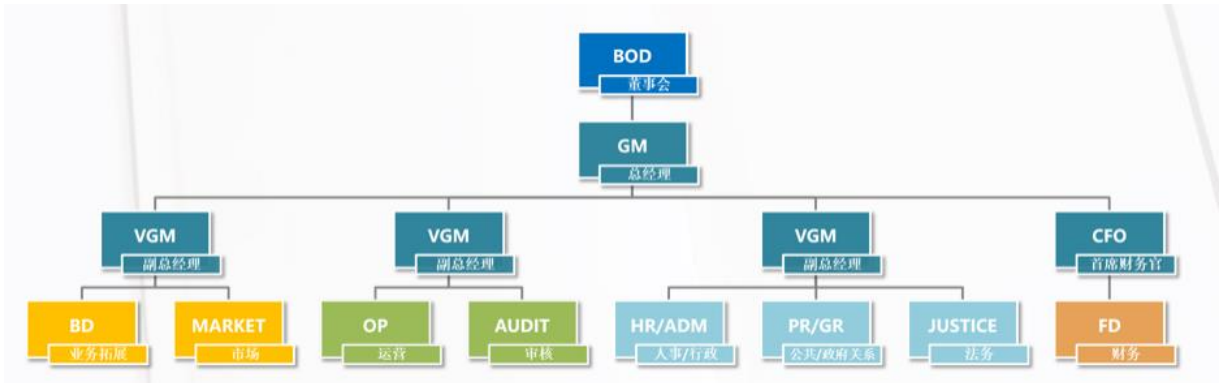 BOD
董事会
GM
总经理
VGM
副总经理
VGM
副总经理
VGM
副总经理
CFO
首席财务官
BD
业务拓展
MARKET
市场
OP
运营
AUDIT
审核
HR/ADM
人事/行政
PR/GR
公共/政府关系
JUSTICE
法务
FD
财务